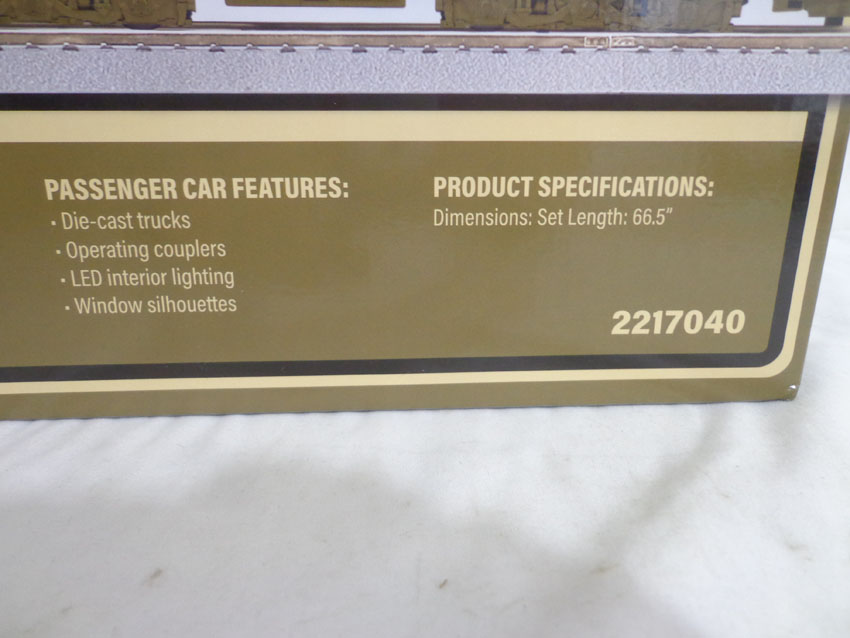 PASSENGER CAR FEATURES:
· Die-cast trucks
· Operating couplers
· LED interior lighting
· Window silhouettes
PRODUCT SPECIFICATIONS:
Dimensions: Set Length: 66.5"
2217040